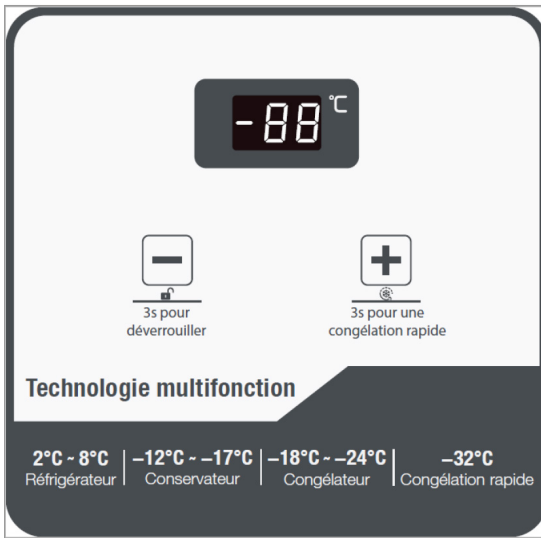 -88 °C
3s pour
déverrouiller
3s pour une
congélation rapide
Technologie multifonction
2°C ~ 8°C
Réfrigérateur
–12°C ~ –17°C
Conservateur
–18°C ~ –24°C
Congélateur
–32°C
Congélation rapide